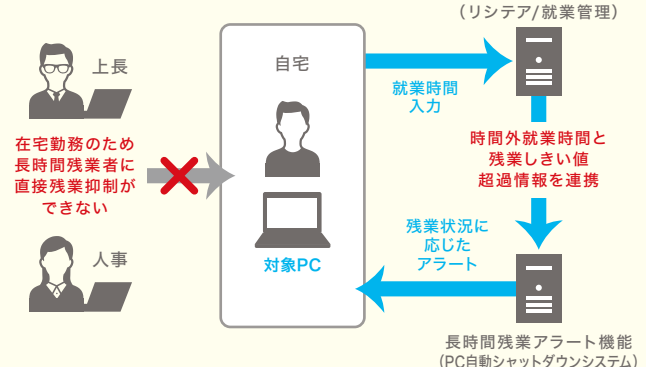 (リシテア/就業管理)
上長
自宅
就業時間
入力
在宅勤務のため
長時間残業者に
直接残業抑制が
できない
時間外就業時間と
残業しきい値
超過情報を連携
人事
対象PC
残業状況に
応じた
アラート
長時間残業アラート機能
(PC自動シャットダウンシステム)